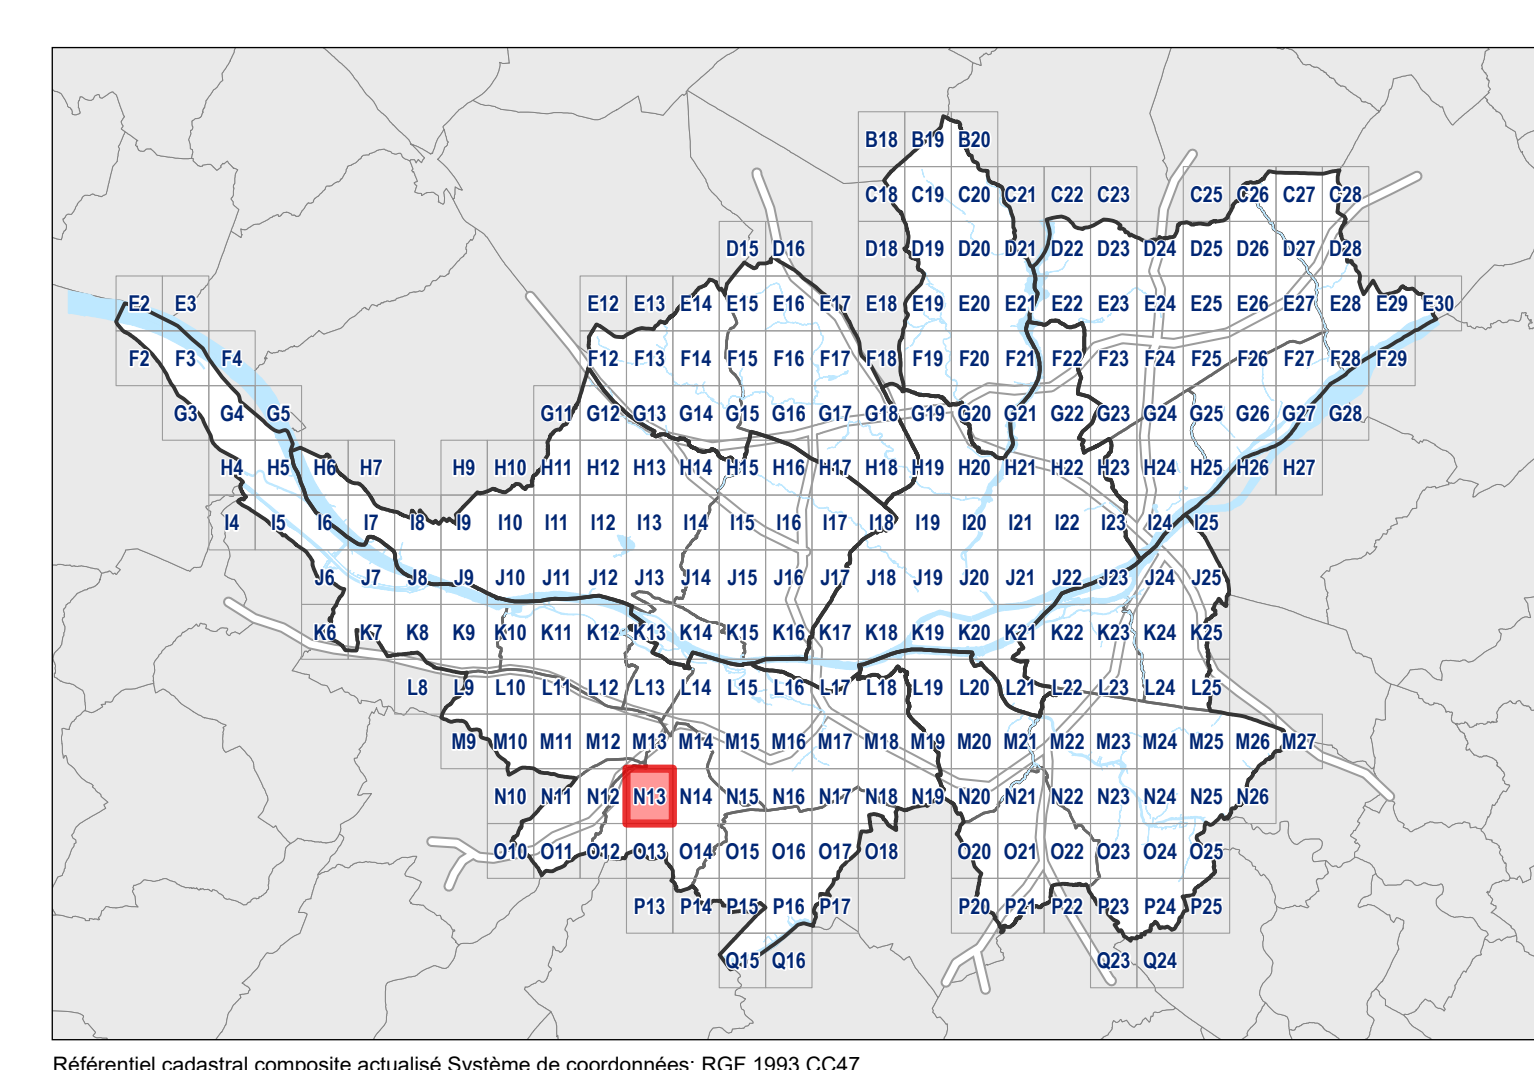 B18 B19 B20
C18 C19 C20 C21 C22 C23 C25 C26 C27 C28
D15 D16 D18 D19 D20 D21 D22 D23 D24 D25 D26 D27 D28
E2 E3 E12 E13 E14 E15 E16 E17 E18 E19 E20 E21 E22 E23 E24 E25 E26 E27 E28 E29 E30
F2 F3 F4 F12 F13 F14 F15 F16 F17 F18 F19 F20 F21 F22 F23 F24 F25 F26 F27 F28 F29
G3 G4 G5 G11 G12 G13 G14 G15 G16 G17 G18 G19 G20 G21 G22 G23 G24 G25 G26 G27 G28
H4 H5 H6 H7 H9 H10 H11 H12 H13 H14 H15 H16 H17 H18 H19 H20 H21 H22 H23 H24 H25 H26 H27
I4 I5 I6 I7 I8 I9 I10 I11 I12 I13 I14 I15 I16 I17 I18 I19 I20 I21 I22 I23 I24 I25
J6 J7 J8 J9 J10 J11 J12 J13 J14 J15 J16 J17 J18 J19 J20 J21 J22 J23 J24 J25
K6 K7 K8 K9 K10 K11 K12 K13 K14 K15 K16 K17 K18 K19 K20 K21 K22 K23 K24 K25
L8 L9 L10 L11 L12 L13 L14 L15 L16 L17 L18 L19 L20 L21 L22 L23 L24 L25
M9 M10 M11 M12 M13 M14 M15 M16 M17 M18 M19 M20 M21 M22 M23 M24 M25 M26 M27
N10 N11 N12 N13 N14 N15 N16 N17 N18 N19 N20 N21 N22 N23 N24 N25 N26
O10 O11 O12 O13 O14 O15 O16 O17 O18 O20 O21 O22 O23 O24 O25
P13 P14 P15 P16 P17 P20 P21 P22 P23 P24 P25
Q15 Q16 Q23 Q24
Référentiel cadastral composite actualisé Système de coordonnées: RGF 1993 CC47